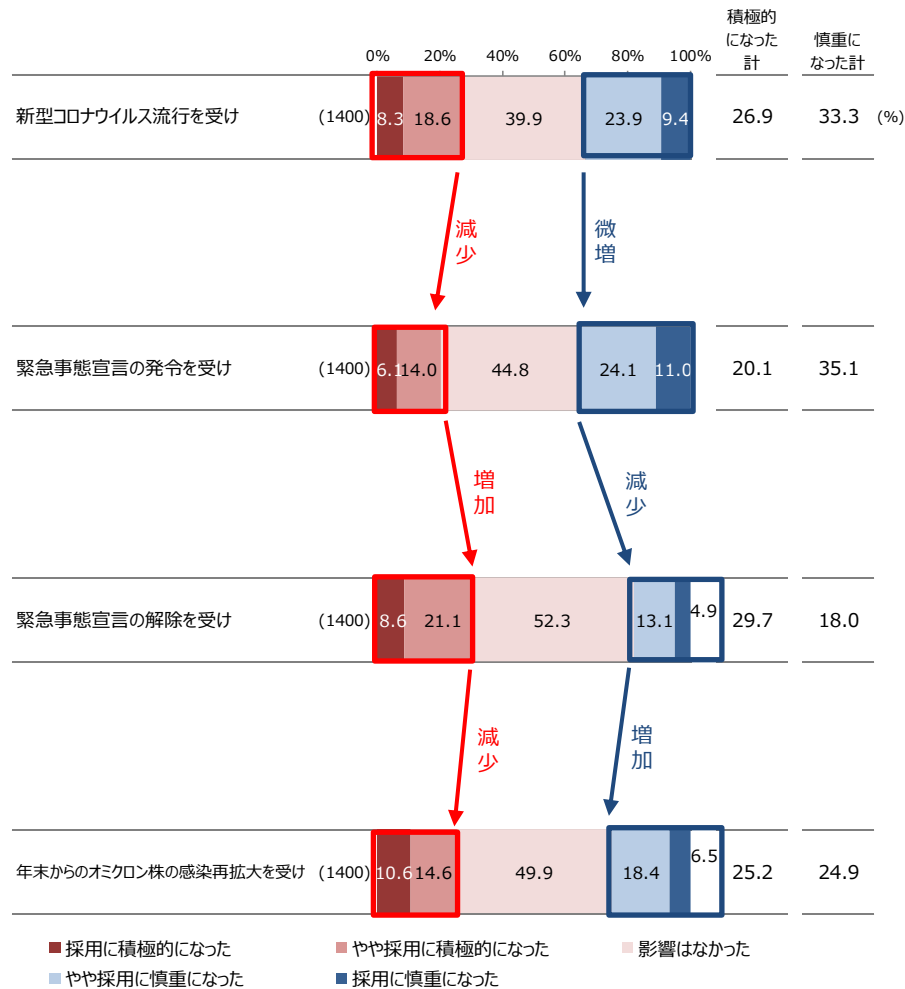 積極的
になった
計
慎重に
なった計
0% 20% 40% 60% 80% 100%
新型コロナウイルス流行を受け (1400) 8.3 18.6 39.9 23.9 9.4 26.9 33.3 (%)
減少
微増
緊急事態宣言の発令を受け (1400) 6.1 14.0 44.8 24.1 11.0 20.1 35.1
増加
減少
緊急事態宣言の解除を受け (1400) 8.6 21.1 52.3 13.1 4.9 29.7 18.0
減少
増加
年末からのオミクロン株の感染再拡大を受け (1400) 10.6 14.6 49.9 18.4 6.5 25.2 24.9
採用に積極的になった やや採用に積極的になった 影響はなかった
やや採用に慎重になった 採用に慎重になった